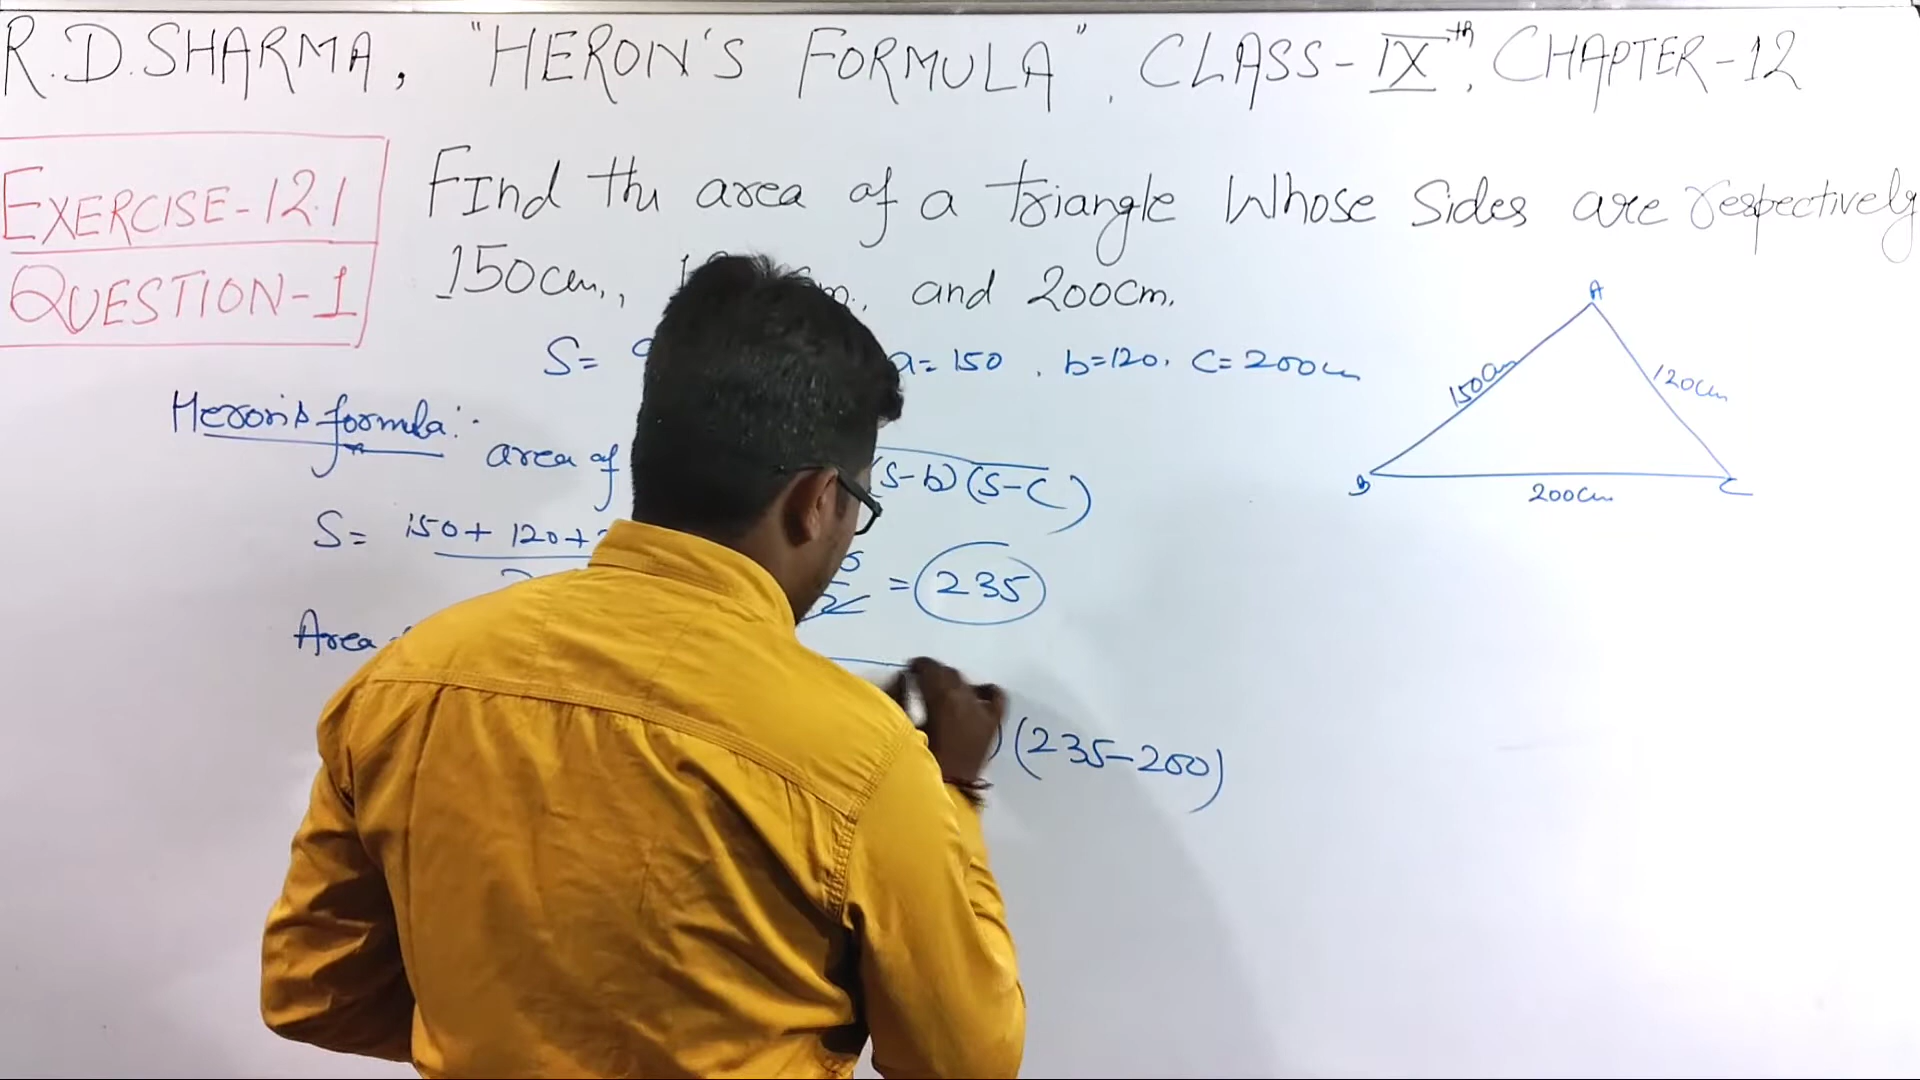 R.D.SHARMA, "HERON'S FORMULA". CLASS-IXth, CHAPTER-12
EXERCISE-12.1
QUESTION-1
Find the area of a triangle Whose Sides are respectively
150cm, and 200cm.
S= a= 150, b=120, c=200cm
Heron's formula:-
area of (S-b)(S-c)
S= 150+ 120+
= 235
Area
(235-200)
A
150cm
120cm
B
C
200cm